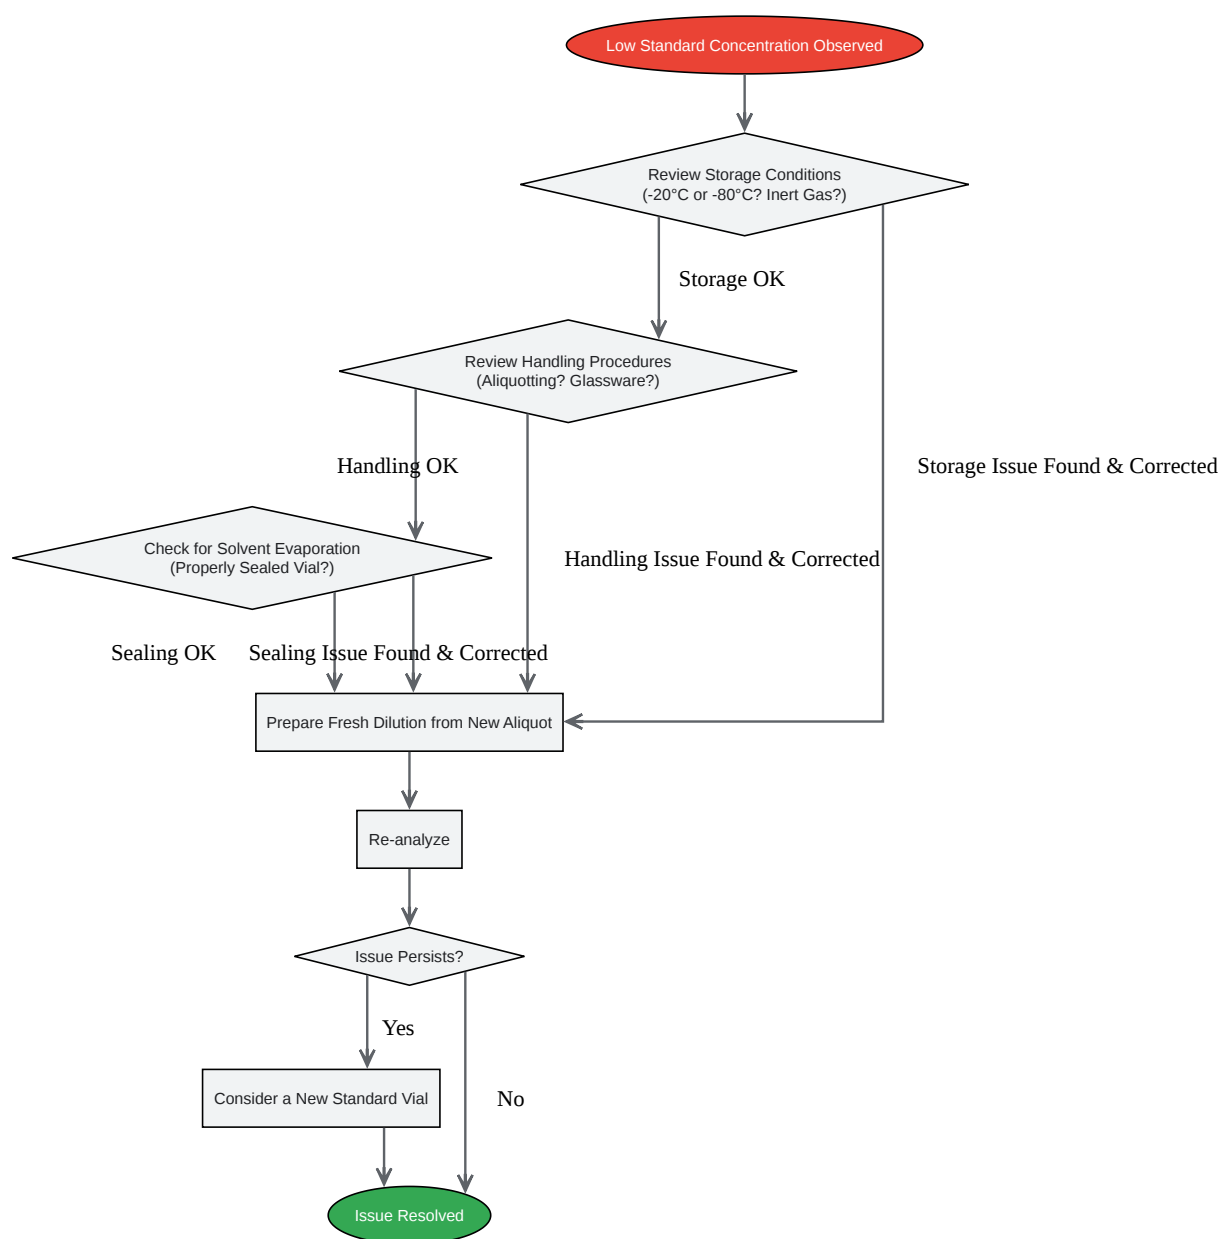 Low Standard Concentration Observed
Review Storage Conditions
(-20°C or -80°C? Inert Gas?)
Storage OK
Review Handling Procedures
(Aliquotting? Glassware?)
Handling OK
Storage Issue Found & Corrected
Check for Solvent Evaporation
(Properly Sealed Vial?)
Handling Issue Found & Corrected
Sealing OK
Sealing Issue Found & Corrected
Prepare Fresh Dilution from New Aliquot
Re-analyze
Issue Persists?
Yes
Consider a New Standard Vial
No
Issue Resolved